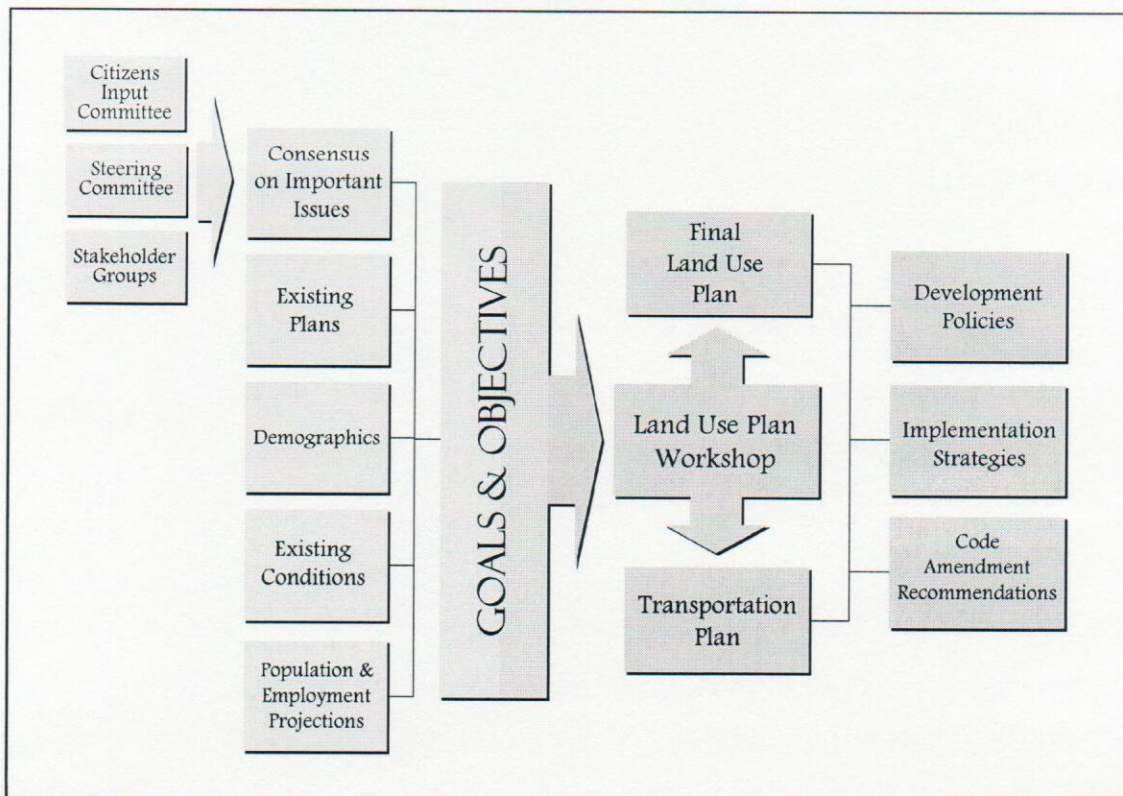 Citizens
Input
Committee
Steering
Committee
Stakeholder
Groups
Consensus
on Important
Issues
Existing
Plans
Demographics
Existing
Conditions
Population &
Employment
Projections
GOALS & OBJECTIVES
Final
Land Use
Plan
Land Use Plan
Workshop
Transportation
Plan
Development
Policies
Implementation
Strategies
Code
Amendment
Recommendations